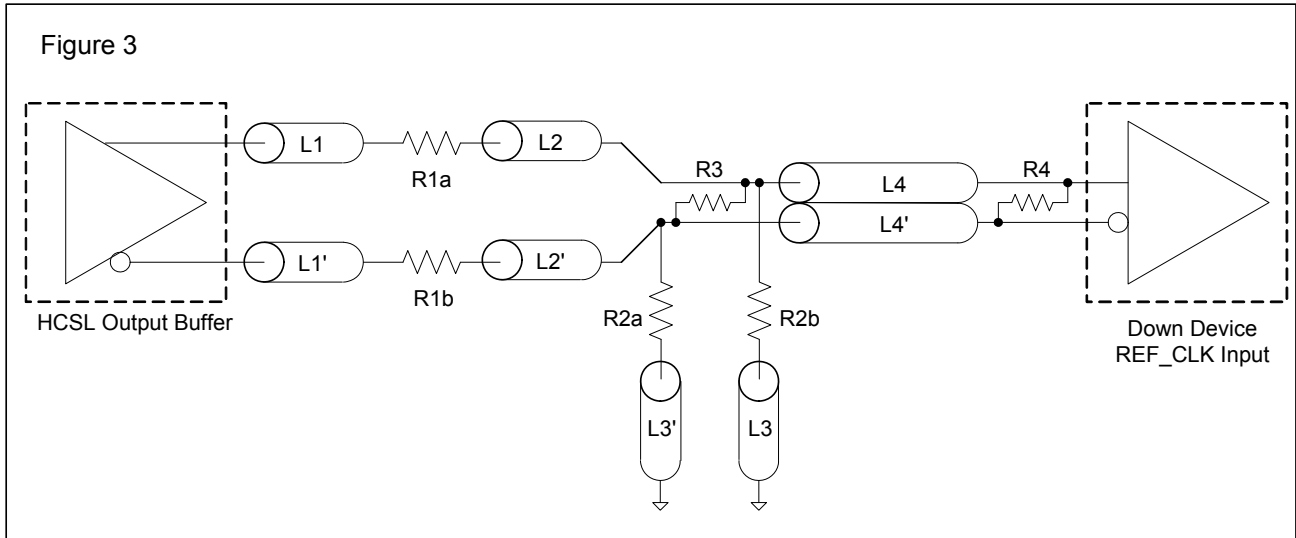 Figure 3
L1
R1a
L2
R3
L4
R4
L4'
L1'
R1b
L2'
HCSL Output Buffer
R2a
R2b
Down Device
REF_CLK Input
L3'
L3